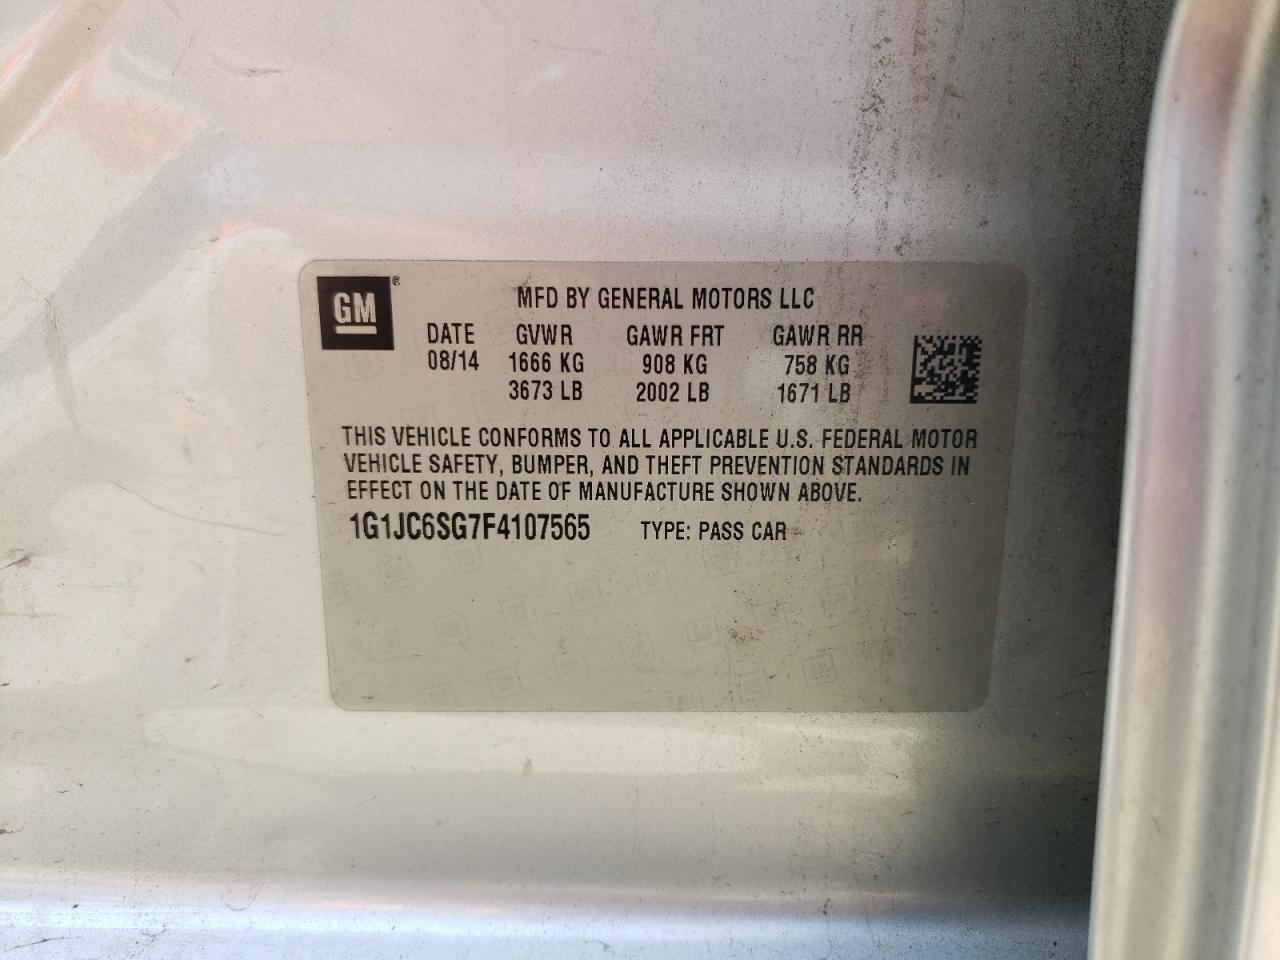 GM®
MFD BY GENERAL MOTORS LLC
DATE GVWR GAWR FRT GAWR RR
08/14 1666 KG 908 KG 758 KG
3673 LB 2002 LB 1671 LB
THIS VEHICLE CONFORMS TO ALL APPLICABLE U.S. FEDERAL MOTOR
VEHICLE SAFETY, BUMPER, AND THEFT PREVENTION STANDARDS IN
EFFECT ON THE DATE OF MANUFACTURE SHOWN ABOVE.
1G1JC6SG7F4107565 TYPE: PASS CAR